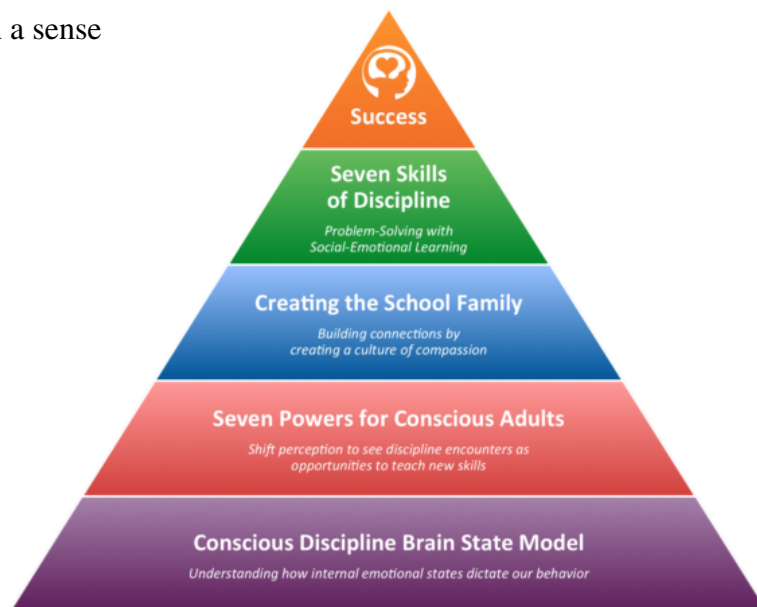 a sense
Success
Seven Skills
of Discipline
Problem-Solving with
Social-Emotional Learning
Creating the School Family
Building connections by
creating a culture of compassion
Seven Powers for Conscious Adults
Shift perception to see discipline encounters as
opportunities to teach new skills
Conscious Discipline Brain State Model
Understanding how internal emotional states dictate our behavior